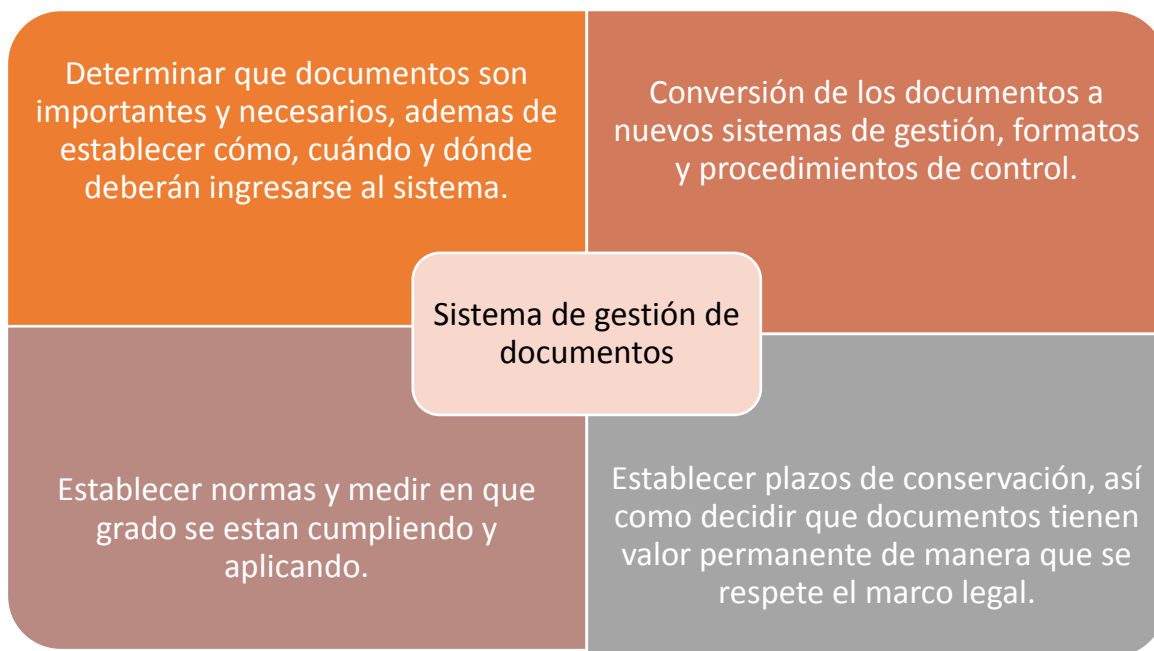 Determinar que documentos son
importantes y necesarios, ademas de
establecer cómo, cuándo y dónde
deberán ingresarse al sistema.
Conversión de los documentos a
nuevos sistemas de gestión, formatos
y procedimientos de control.
Sistema de gestión de
documentos
Establecer normas y medir en que
grado se estan cumpliendo y
aplicando.
Establecer plazos de conservación, así
como decidir que documentos tienen
valor permanente de manera que se
respete el marco legal.